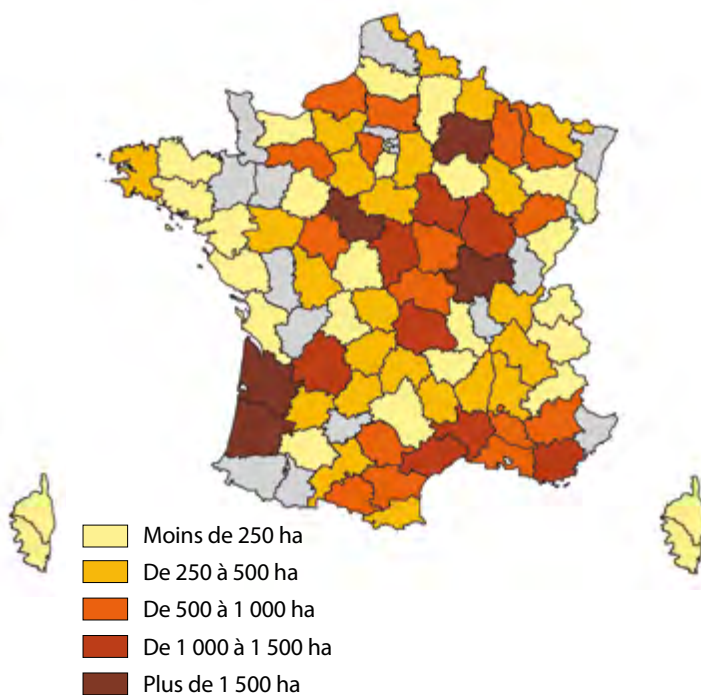 Moins de 250 ha
De 250 à 500 ha
De 500 à 1 000 ha
De 1 000 à 1 500 ha
Plus de 1 500 ha